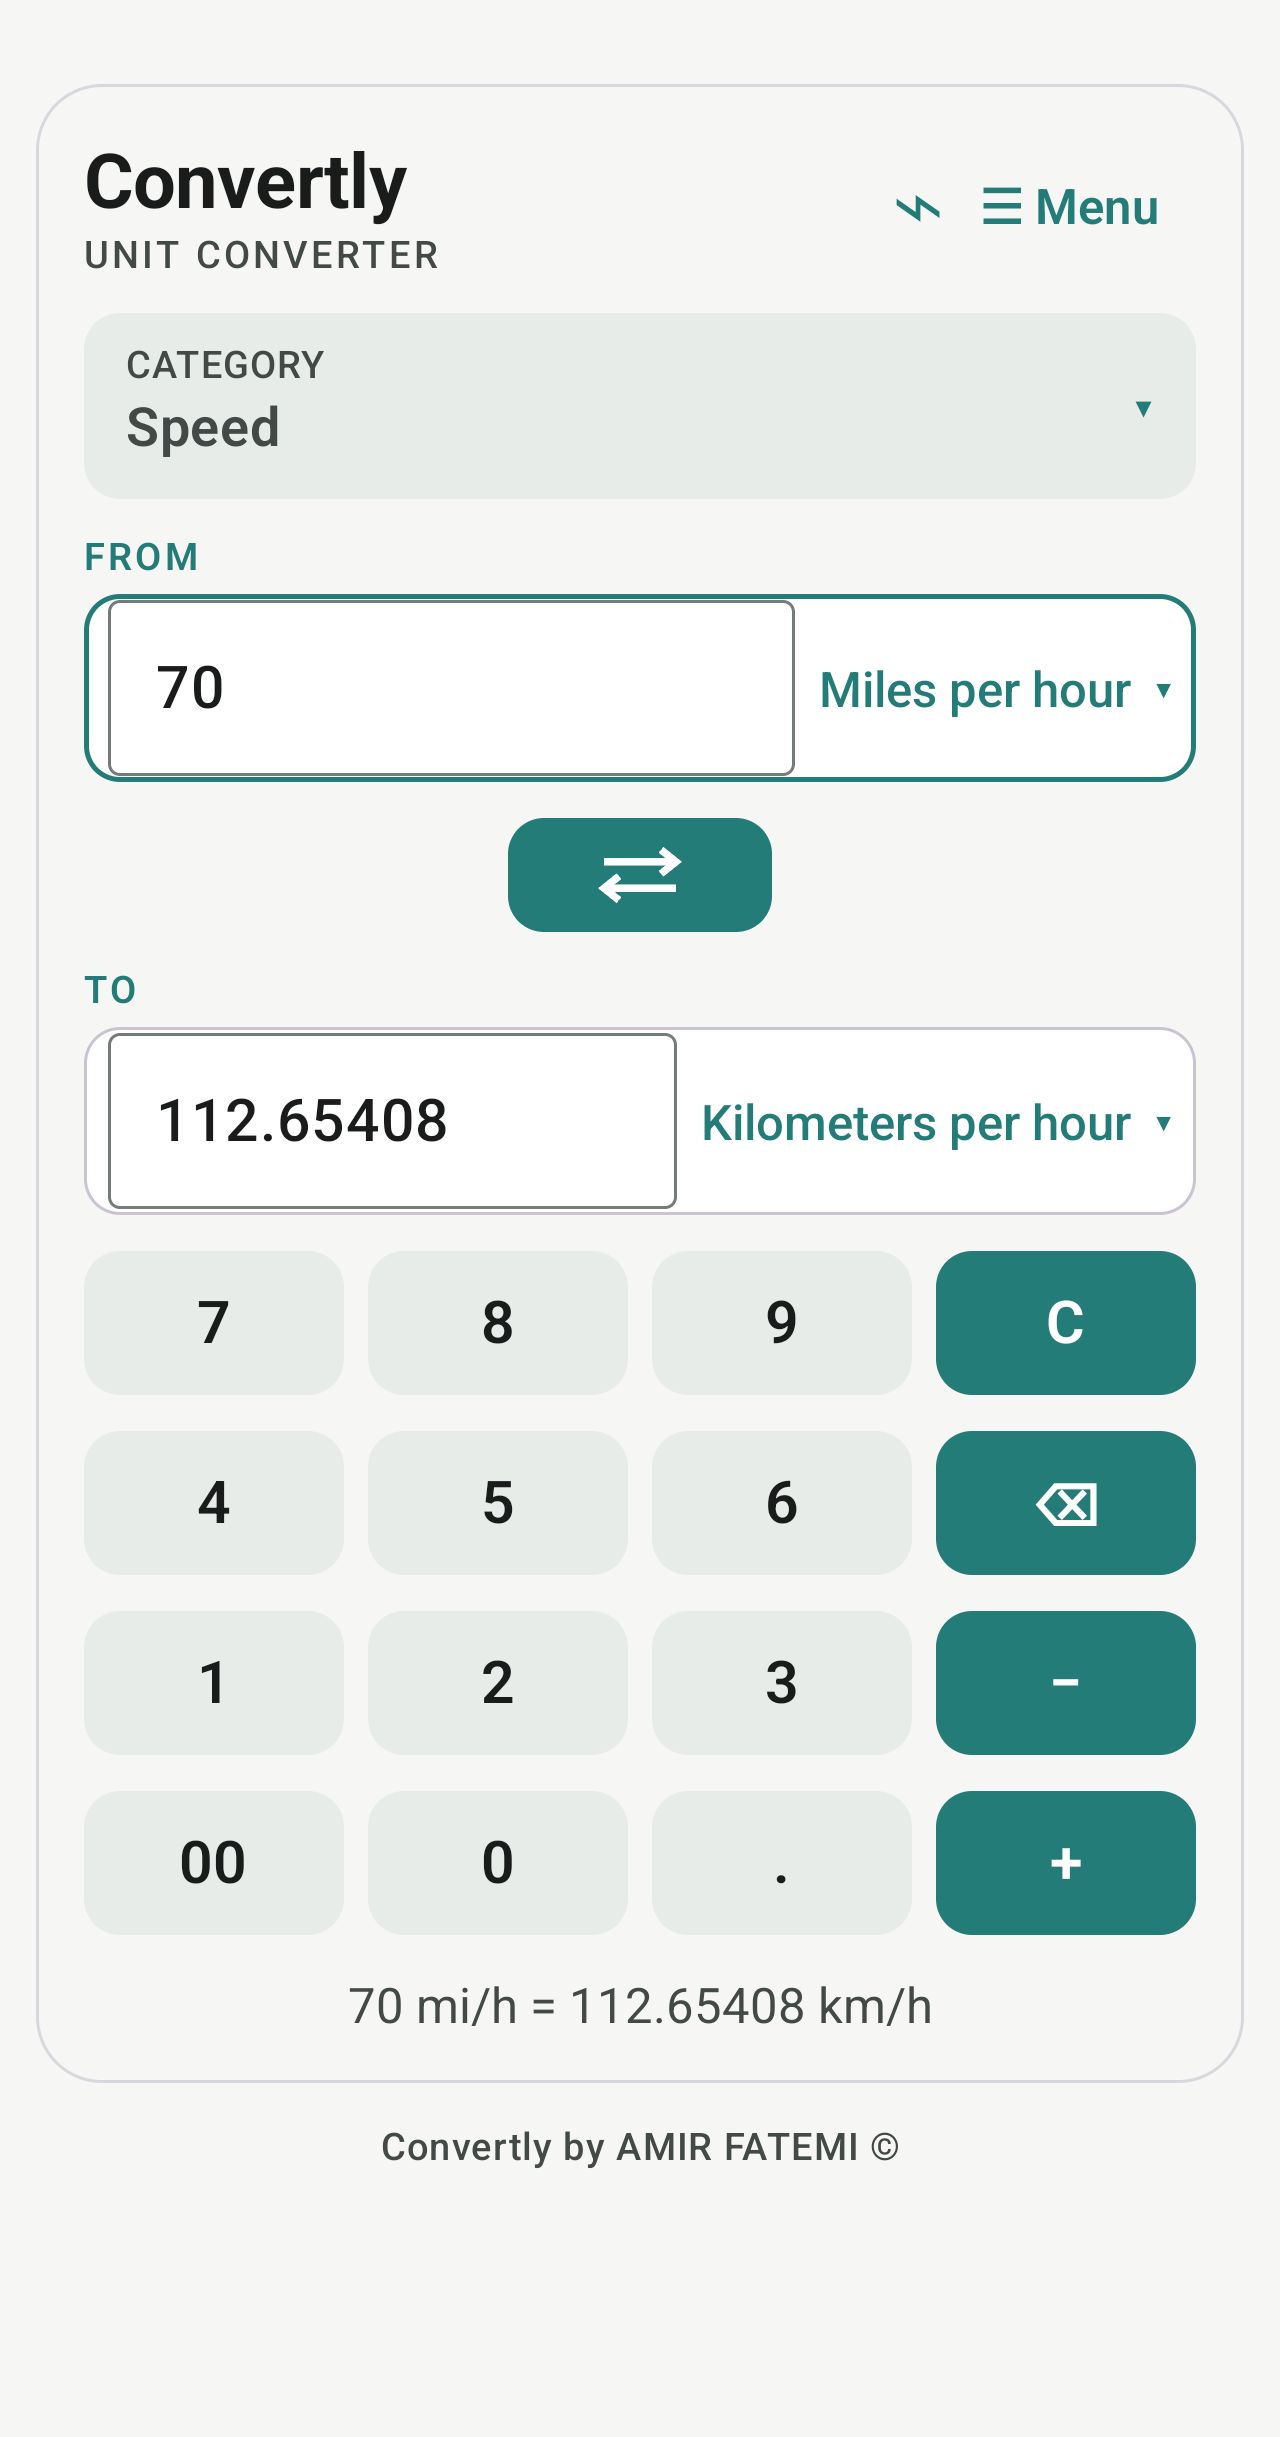 Convertly
UNIT CONVERTER
⌁ ☰ Menu
CATEGORY
Speed ▾
FROM
70 Miles per hour ▾
⇄
TO
112.65408 Kilometers per hour ▾
7 8 9 C
4 5 6 ⌫
1 2 3 −
00 0 . +
70 mi/h = 112.65408 km/h
Convertly by AMIR FATEMI ©